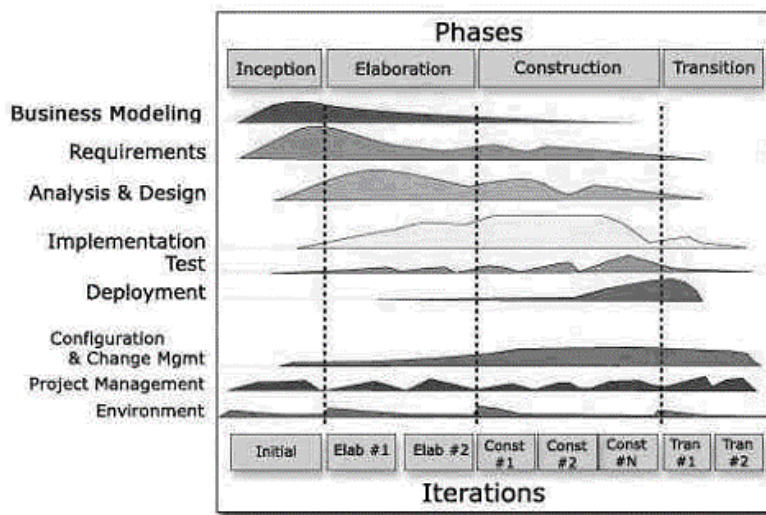 Phases
Inception Elaboration Construction Transition
Business Modeling
Requirements
Analysis & Design
Implementation
Test
Deployment
Configuration
& Change Mgmt
Project Management
Environment
Initial Elab #1 Elab #2 Const #1 Const #2 Const #N Tran #1 Tran #2
Iterations